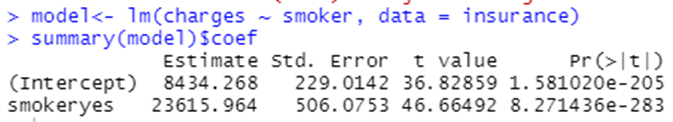 > model<- lm(charges ~ smoker, data = insurance)
> summary(model)$coef
Estimate Std. Error t value Pr(>|t|)
(Intercept) 8434.268 229.0142 36.82859 1.581020e-205
smokeryes 23615.964 506.0753 46.66492 8.271436e-283